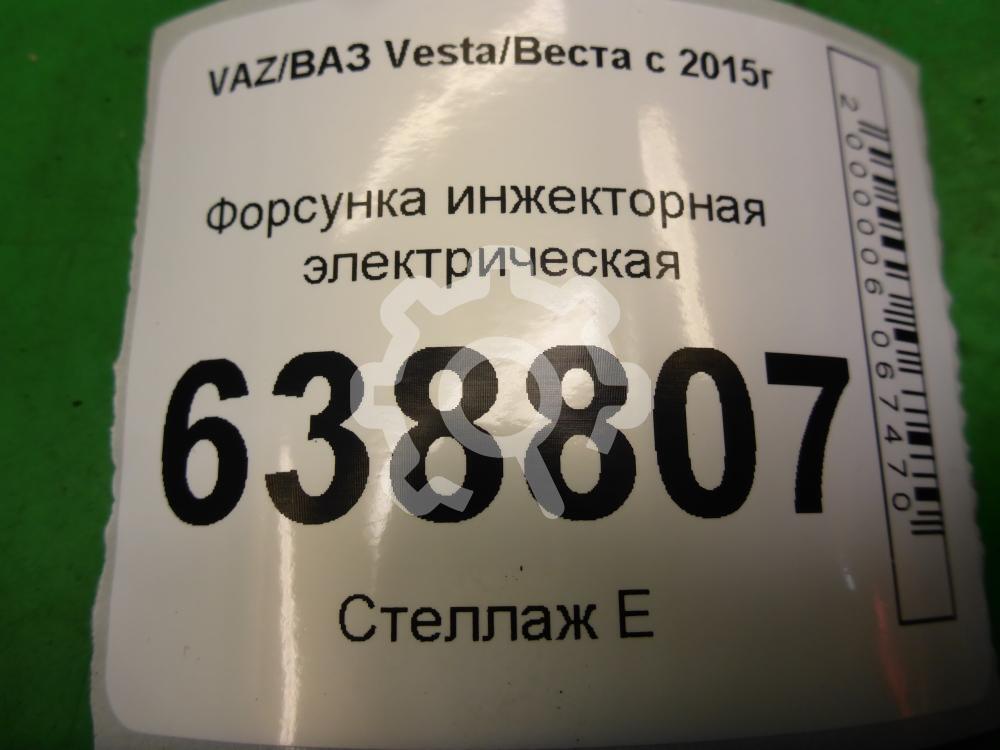 VAZ/ВАЗ Vesta/Веста с 2015г
Форсунка инжекторная
электрическая
638807
Стеллаж Е
2000006067470